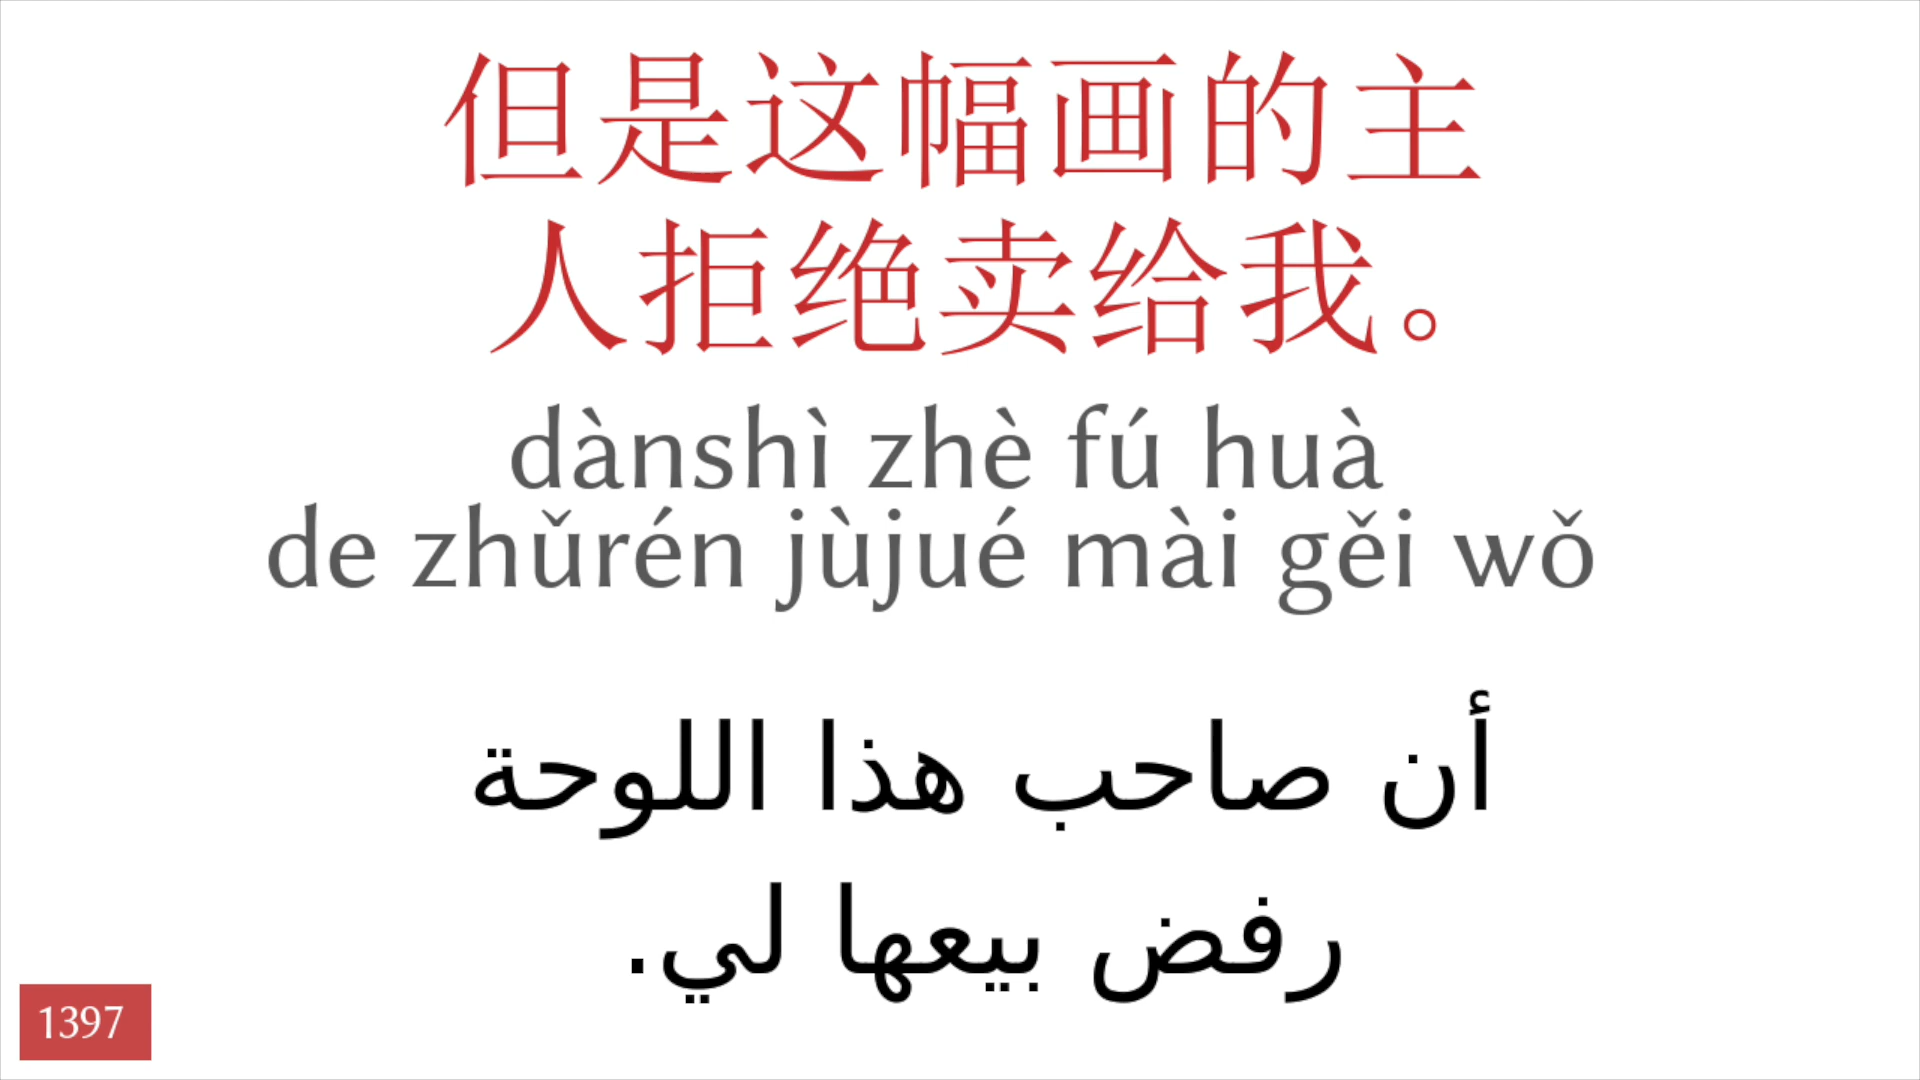 但是这幅画的主
人拒绝卖给我。
dànshì zhè fú huà
de zhǔrén jùjué mài gěi wǒ
أن صاحب هذا اللوحة
رفض بيعها لي.
1397